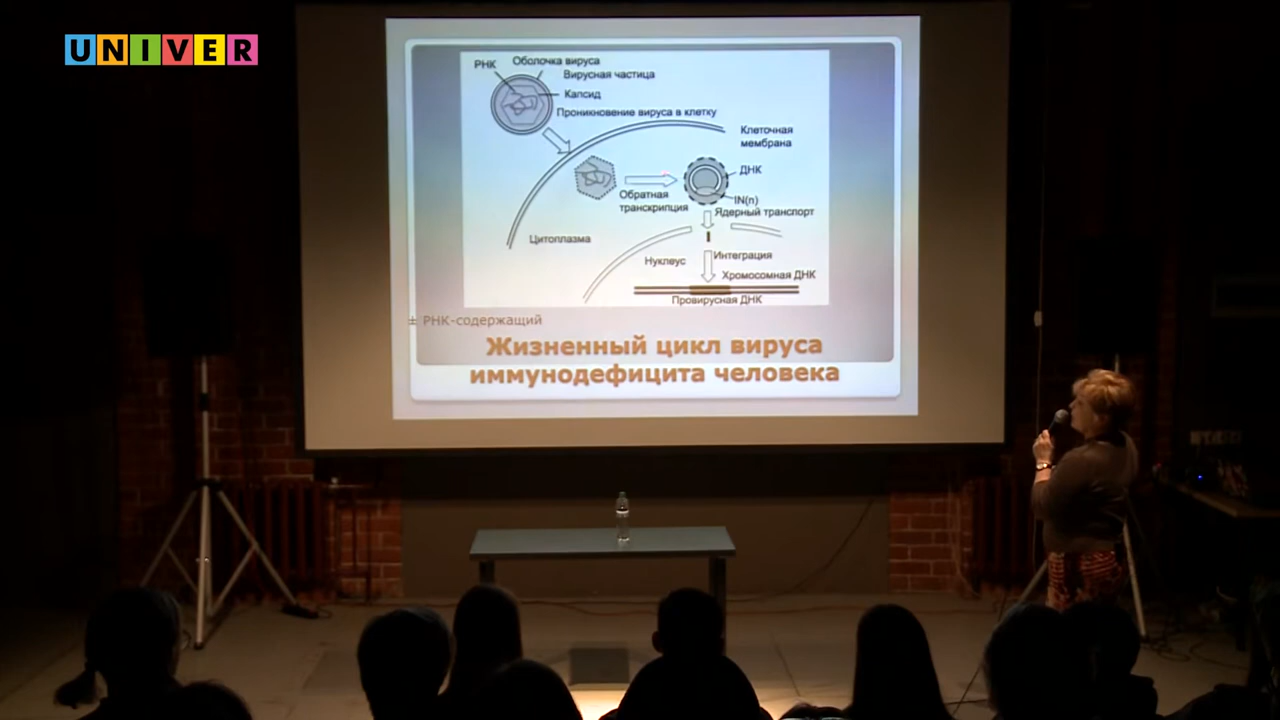 UNIVER
РНК
Оболочка вируса
Вирусная частица
Капсид
Проникновение вируса в клетку
Клеточная
мембрана
ДНК
IN(n)
Обратная
транскрипция
Ядерный транспорт
Цитоплазма
Нуклеус
Интеграция
Хромосомная ДНК
Провирусная ДНК
± РНК-содержащий
Жизненный цикл вируса
иммунодефицита человека